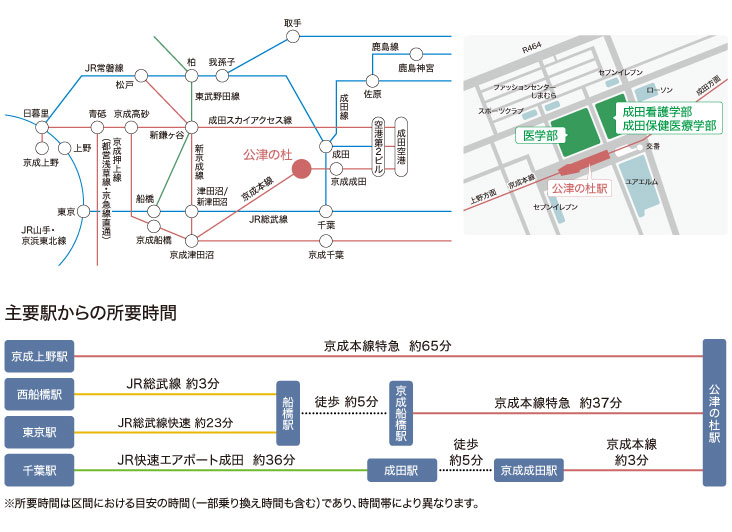 取手
鹿島線
鹿島神宮
JR常磐線
松戸
柏
我孫子
東武野田線
成田線
佐原
日暮里
青砥
京成高砂
新鎌ヶ谷
成田スカイアクセス線
京成上野
上野
京成押上線
(都営浅草線・京急線直通)
新京成線
公津の杜
成田
空港第2ビル
成田空港
京成成田
京成本線
船橋
津田沼/
新津田沼
東京
JR総武線
千葉
JR山手・
京浜東北線
京成船橋
京成津田沼
京成千葉
R464
セブンイレブン
ファッションセンター
しまむら
ローソン
成田方面
スポーツクラブ
医学部
成田看護学部
成田保健医療学部
交番
京成本線
上野方面
公津の杜駅
ユアエルム
セブンイレブン
主要駅からの所要時間
京成上野駅
京成本線特急 約65分
公津の杜駅
西船橋駅
JR総武線 約3分
船橋駅
徒歩 約5分
京成船橋駅
京成本線特急 約37分
東京駅
JR総武線快速 約23分
千葉駅
JR快速エアポート成田 約36分
成田駅
徒歩
約5分
京成成田駅
京成本線
約3分
※所要時間は区間における目安の時間(一部乗り換え時間も含む)であり、時間帯により異なります。